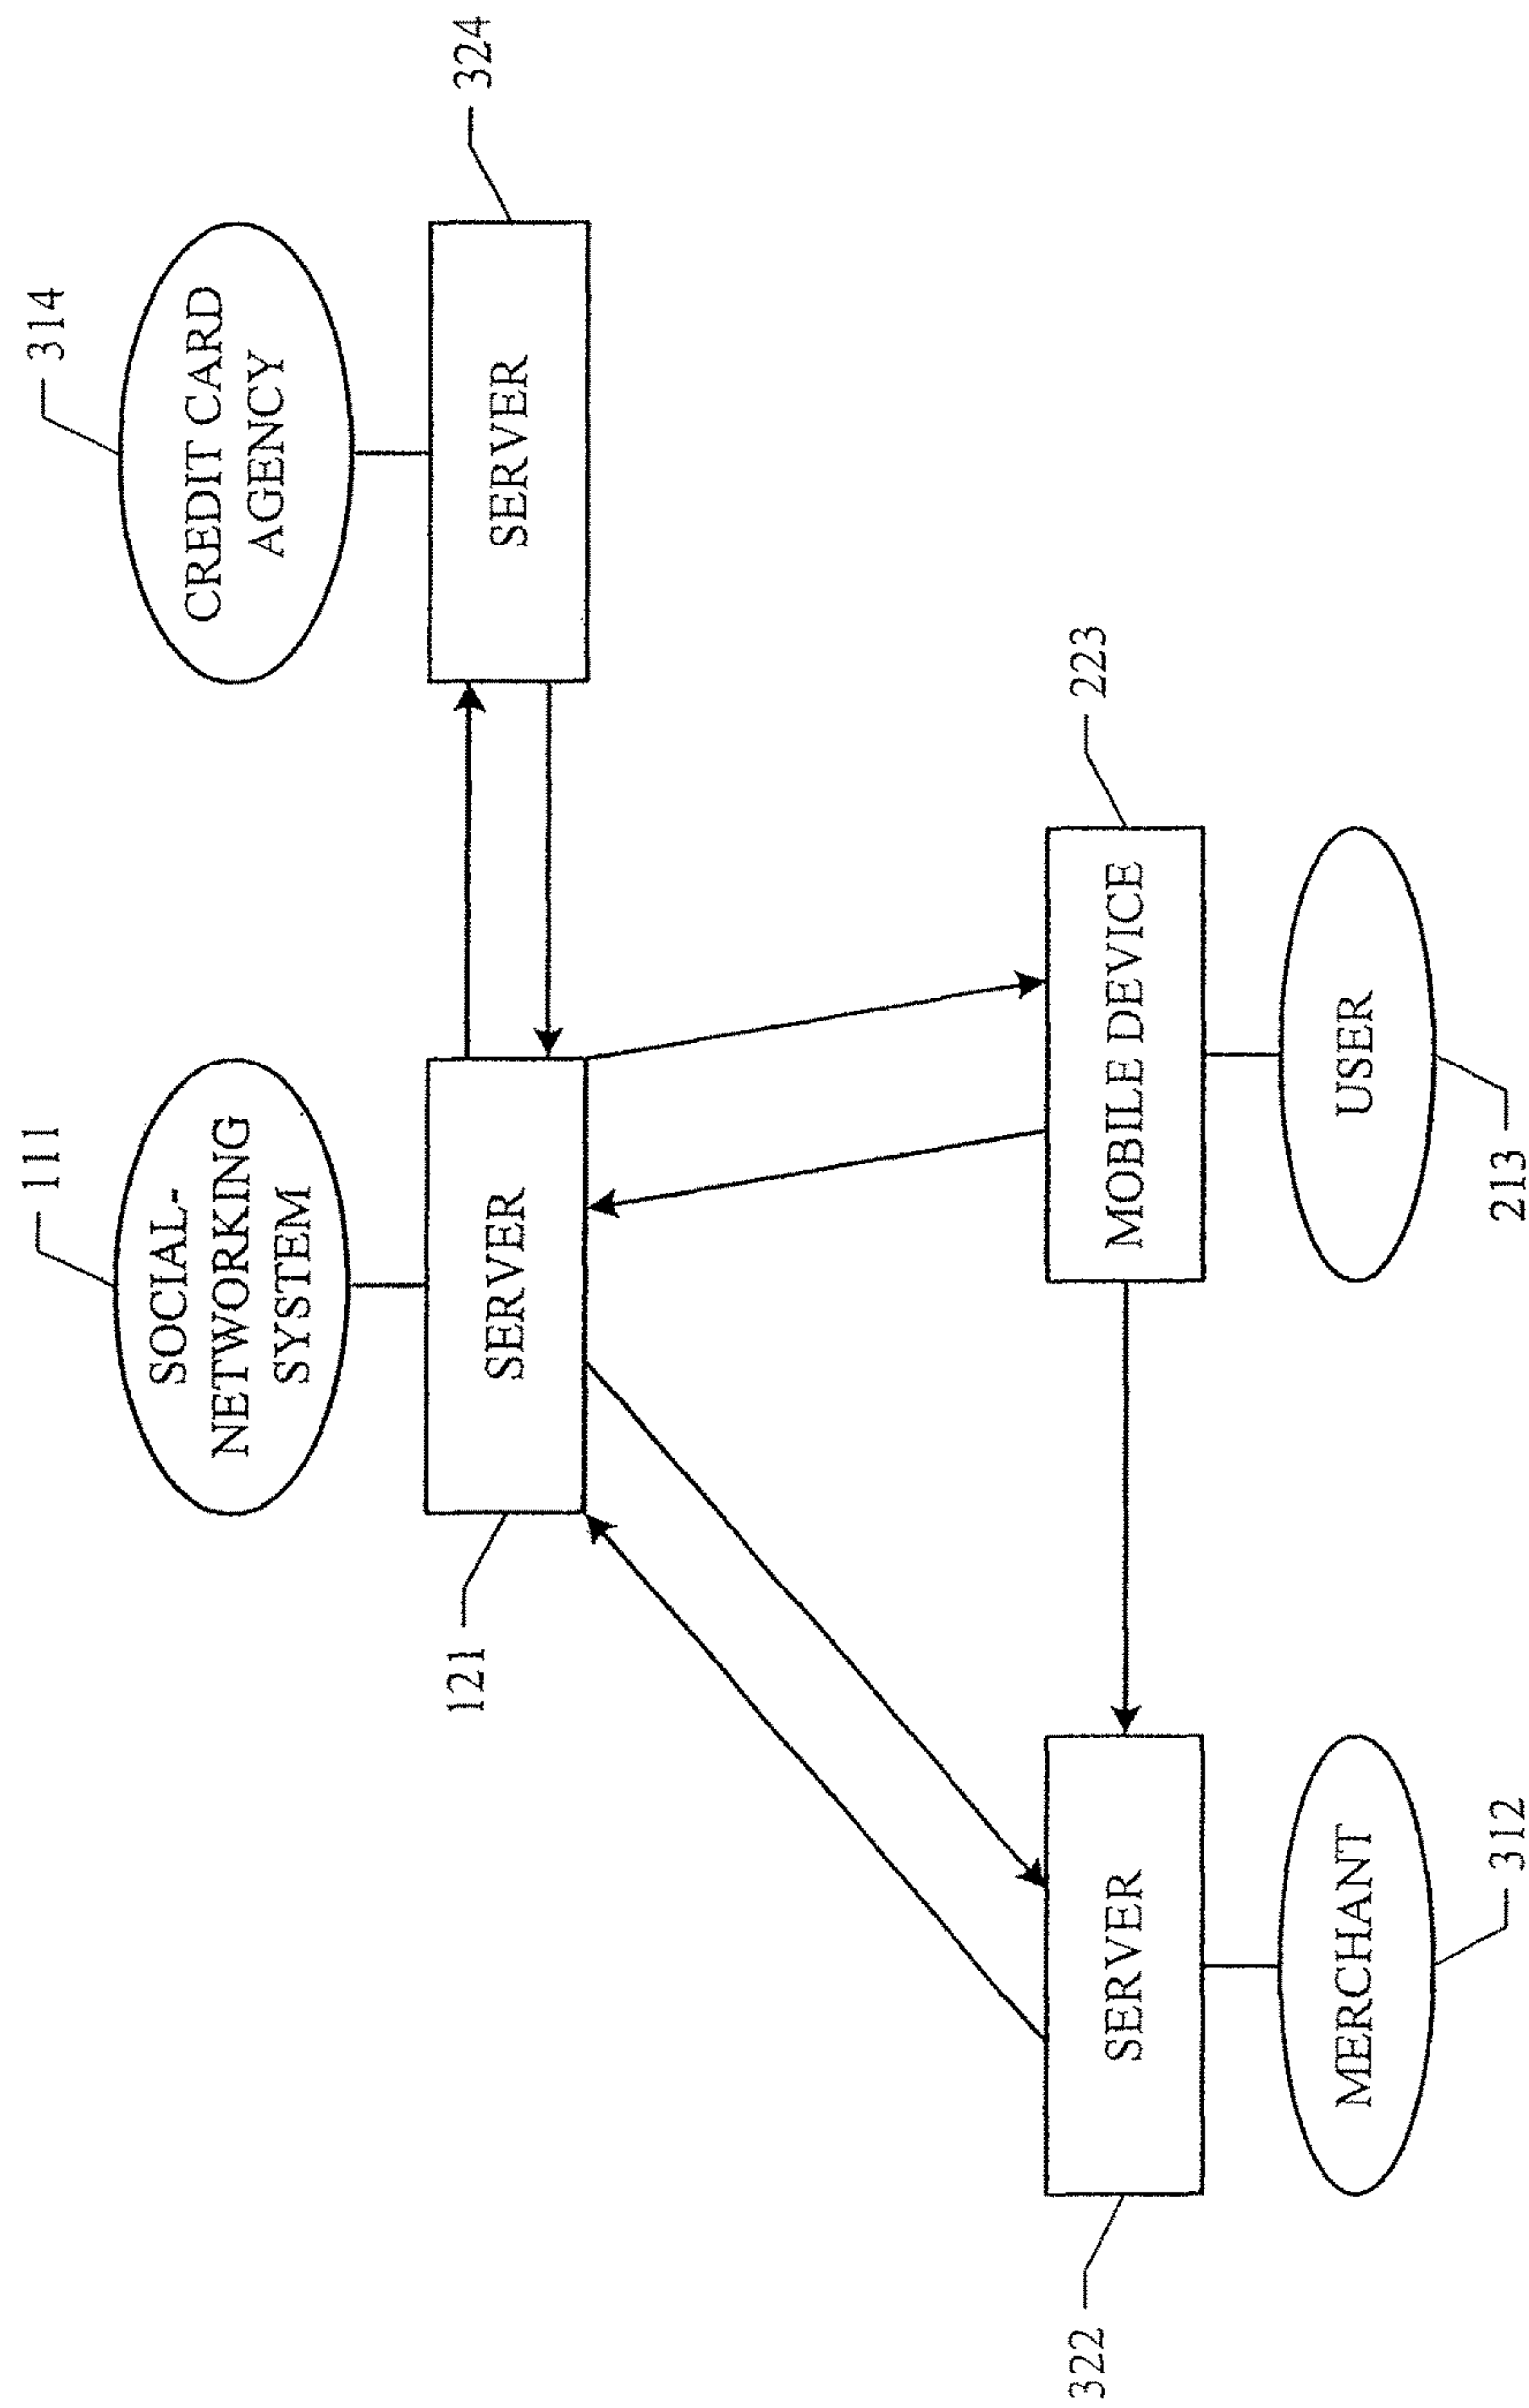 111
SOCIAL-
NETWORKING
SYSTEM
314
CREDIT CARD
AGENCY
121
SERVER
SERVER
324
322
SERVER
MOBILE DEVICE
223
MERCHANT
USER
312
213